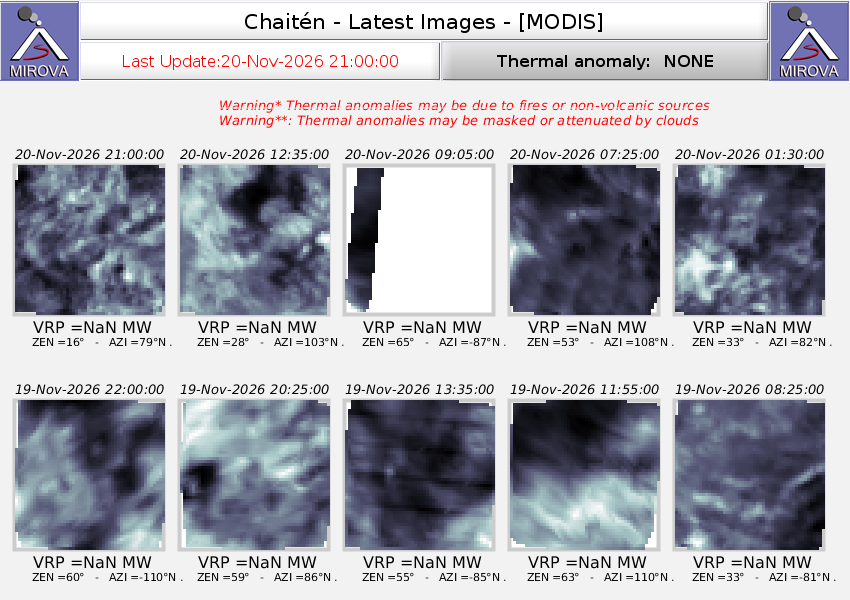 Chaitén - Latest Images - [MODIS]
MIROVA
Last Update:20-Nov-2026 21:00:00
Thermal anomaly: NONE
MIROVA
Warning* Thermal anomalies may be due to fires or non-volcanic sources
Warning**: Thermal anomalies may be masked or attenuated by clouds
20-Nov-2026 21:00:00 20-Nov-2026 12:35:00 20-Nov-2026 09:05:00 20-Nov-2026 07:25:00 20-Nov-2026 01:30:00
VRP =NaN MW VRP =NaN MW VRP =NaN MW VRP =NaN MW VRP =NaN MW
ZEN =16° - AZI =79°N . ZEN =28° - AZI =103°N . ZEN =65° - AZI =-87°N . ZEN =53° - AZI =108°N . ZEN =33° - AZI =82°N .
19-Nov-2026 22:00:00 19-Nov-2026 20:25:00 19-Nov-2026 13:35:00 19-Nov-2026 11:55:00 19-Nov-2026 08:25:00
VRP =NaN MW VRP =NaN MW VRP =NaN MW VRP =NaN MW VRP =NaN MW
ZEN =60° - AZI =-110°N . ZEN =59° - AZI =86°N . ZEN =55° - AZI =-85°N . ZEN =63° - AZI =110°N . ZEN =33° - AZI =-81°N .